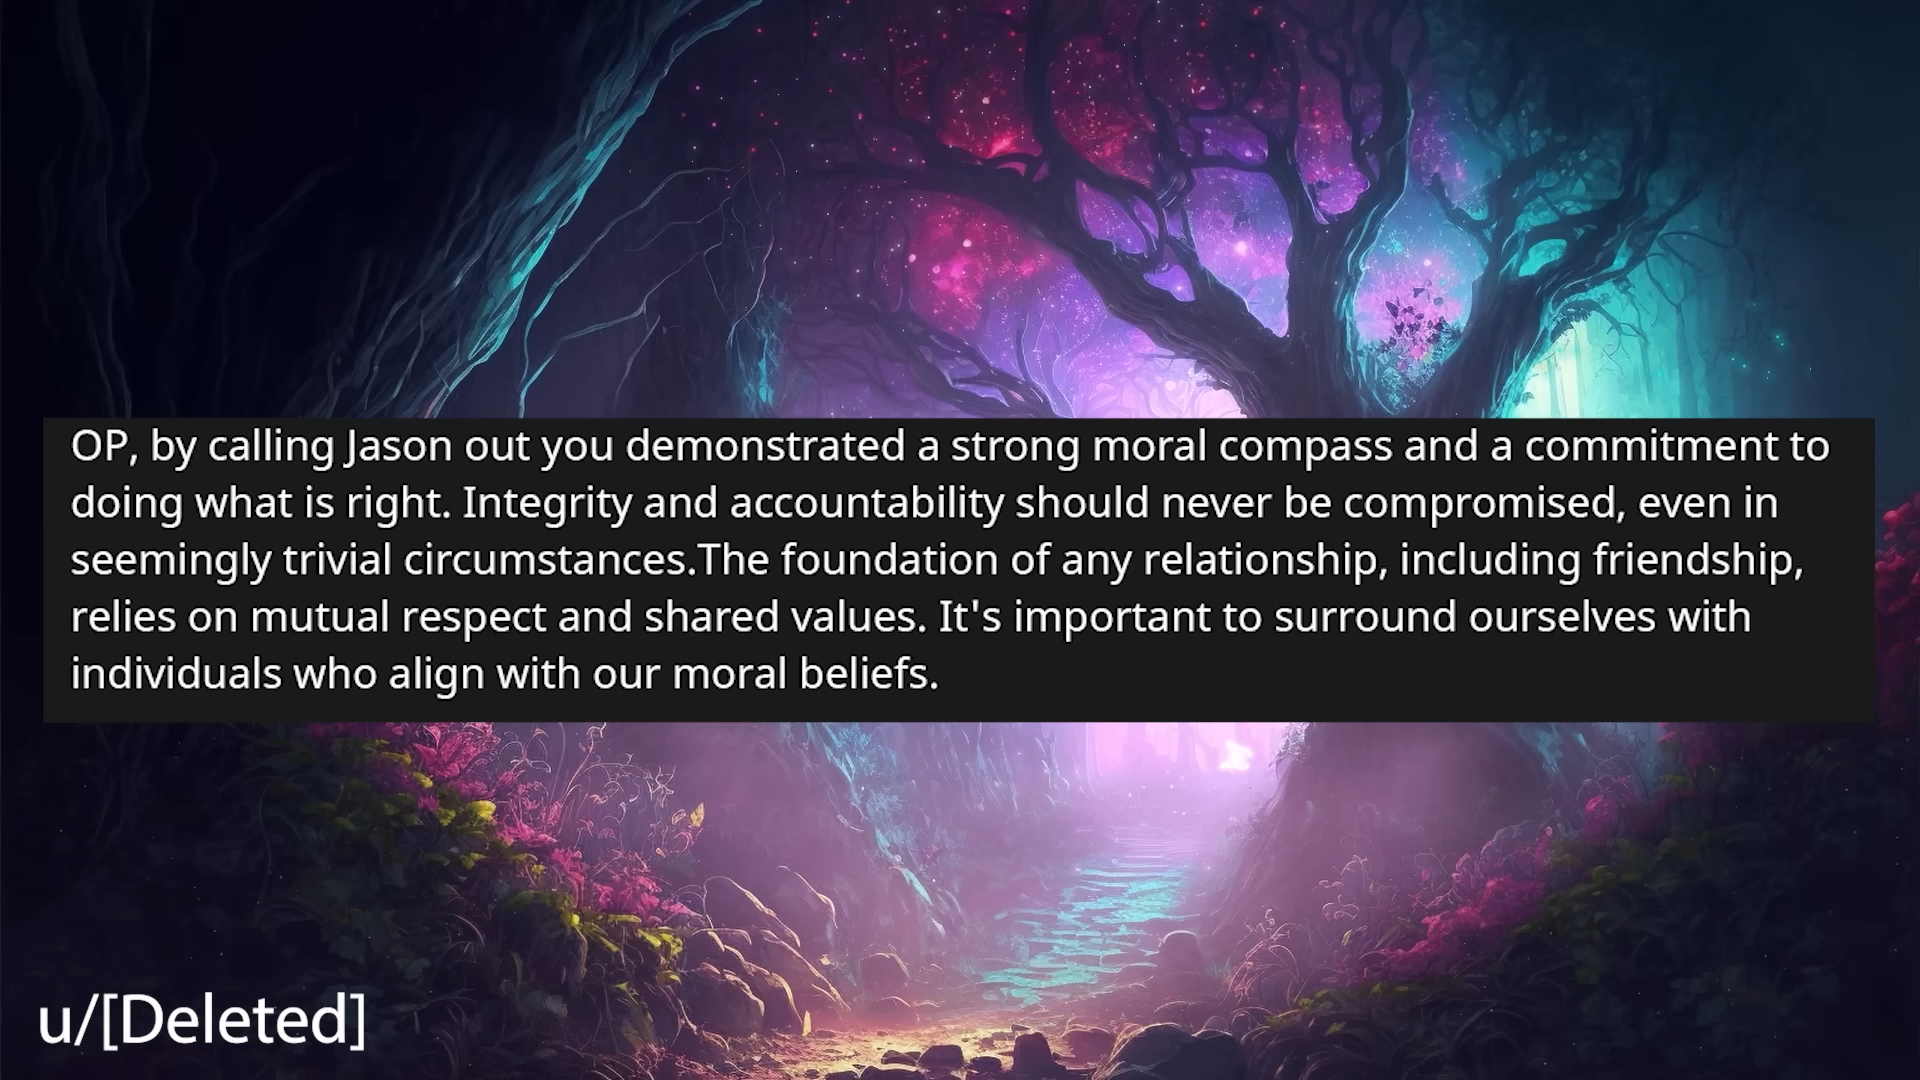 OP, by calling Jason out you demonstrated a strong moral compass and a commitment to
doing what is right. Integrity and accountability should never be compromised, even in
seemingly trivial circumstances.The foundation of any relationship, including friendship,
relies on mutual respect and shared values. It's important to surround ourselves with
individuals who align with our moral beliefs.
u/[Deleted]